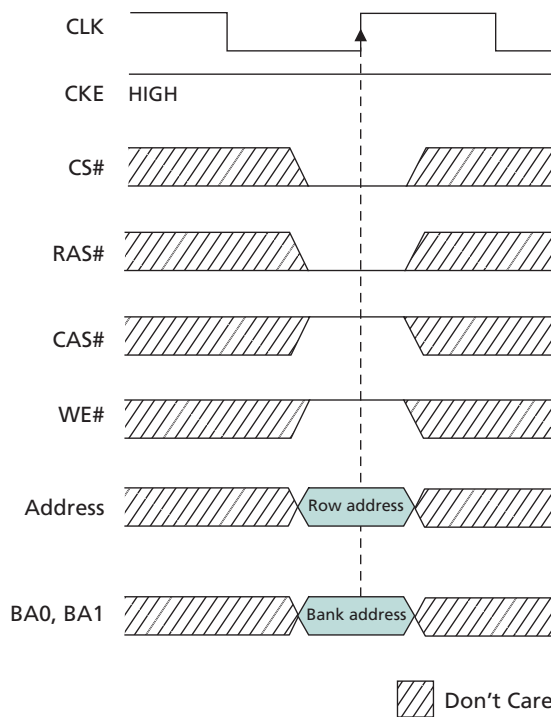 CLK
CKE HIGH
CS#
RAS#
CAS#
WE#
Address Row address
BA0, BA1 Bank address
Don't Care